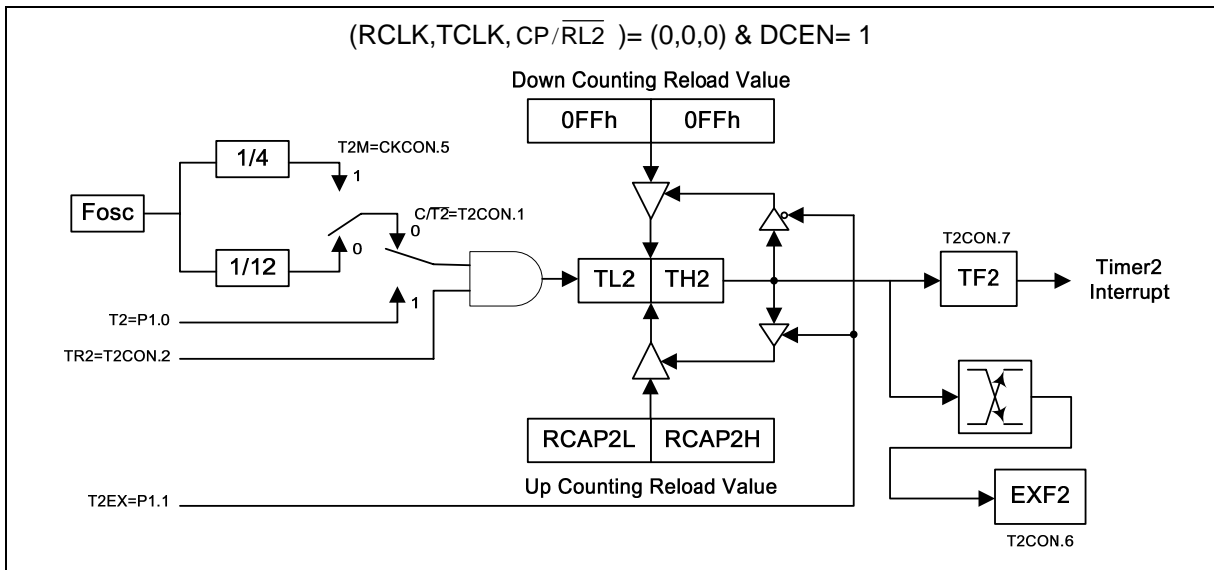 (RCLK,TCLK, CP/R̅L̅2̅ )= (0,0,0) & DCEN= 1
Down Counting Reload Value
0FFh 0FFh
T2M=CKCON.5
1/4
1
Fosc
C/T̅2̅=T2CON.1
0
0
1/12
TL2 TH2
T2CON.7
TF2
Timer2
Interrupt
1
T2=P1.0
TR2=T2CON.2
RCAP2L RCAP2H
Up Counting Reload Value
T2EX=P1.1
EXF2
T2CON.6